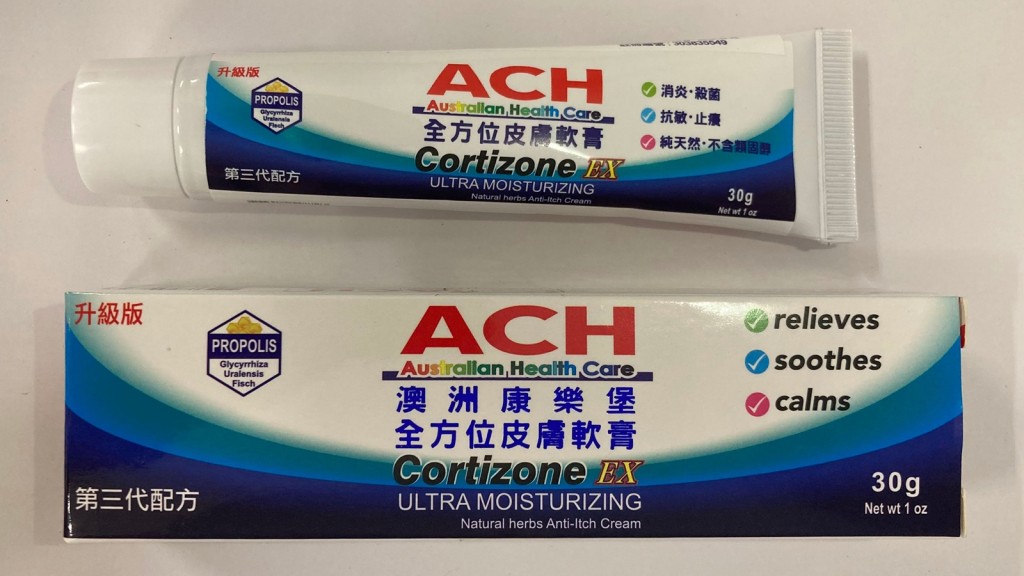 升級版
PROPOLIS
Glycyrrhiza
Uralensis
Fisch
第三代配方
ACH
Australian Health Care
全方位皮膚軟膏
Cortizone EX
ULTRA MOISTURIZING
Natural herbs Anti-Itch Cream
消炎·殺菌
抗敏·止癢
純天然·不含類固醇
30g
Net wt 1 oz
升級版
PROPOLIS
Glycyrrhiza
Uralensis
Fisch
第三代配方
ACH
Australian Health Care
澳洲康樂堡
全方位皮膚軟膏
Cortizone EX
ULTRA MOISTURIZING
Natural herbs Anti-Itch Cream
relieves
soothes
calms
30g
Net wt 1 oz